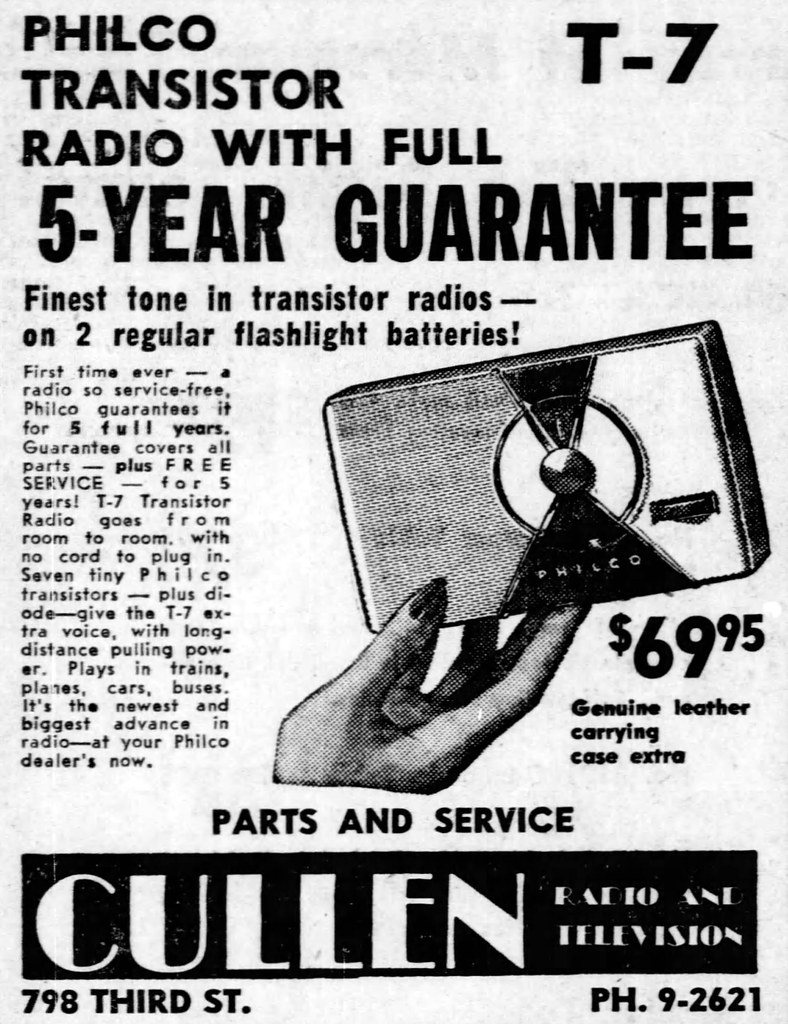 PHILCO
TRANSISTOR
RADIO WITH FULL
T-7
5-YEAR GUARANTEE
Finest tone in transistor radios —
on 2 regular flashlight batteries!
First time ever — a
radio so service-free,
Philco guarantees it
for 5 full years.
Guarantee covers all
parts — plus FREE
SERVICE — for 5
years! T-7 Transistor
Radio goes from
room to room, with
no cord to plug in.
Seven tiny Philco
transistors — plus di-
ode—give the T-7 ex-
tra voice, with long-
distance pulling pow-
er. Plays in trains,
planes, cars, buses.
It's the newest and
biggest advance in
radio—at your Philco
dealer's now.
PHILCO
$69.95
Genuine leather
carrying
case extra
PARTS AND SERVICE
CULLEN
RADIO AND
TELEVISION
798 THIRD ST.
PH. 9-2621